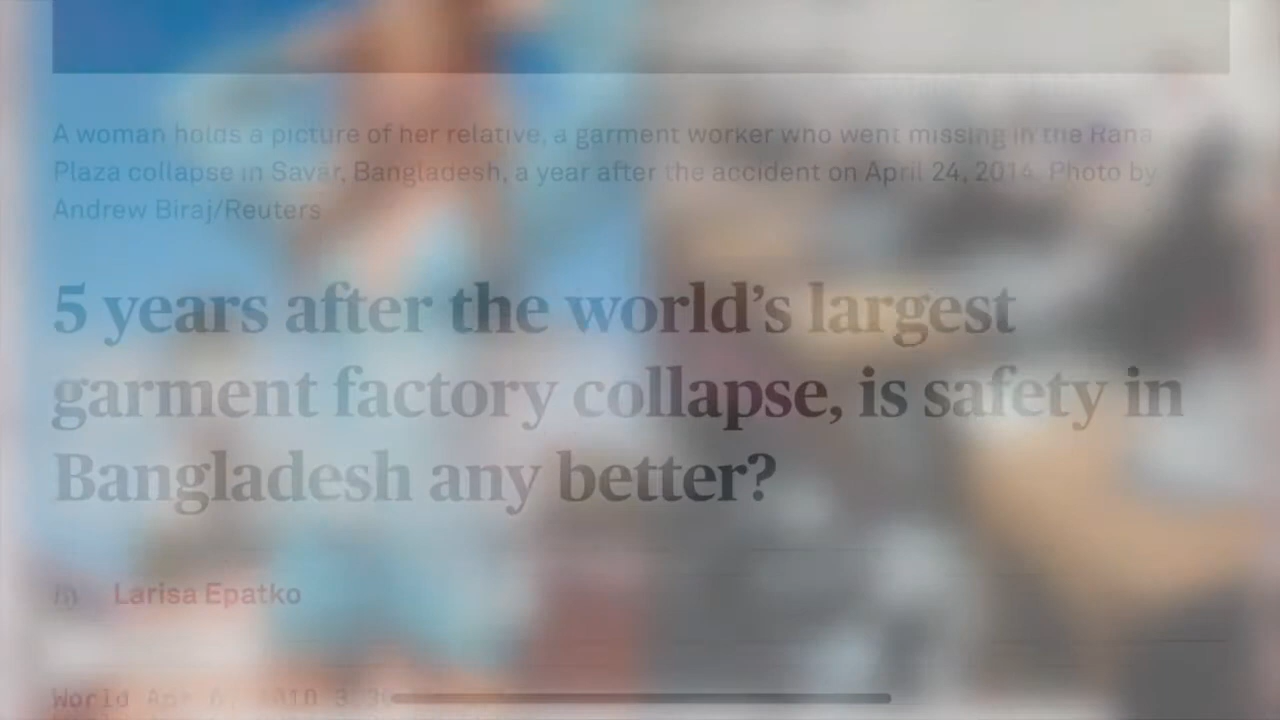 A woman holds a picture of her relative, a garment worker who went missing in the Rana
Plaza collapse in Savar, Bangladesh, a year after the accident on April 24, 2014. Photo by
Andrew Biraj/Reuters
5 years after the world’s largest
garment factory collapse, is safety in
Bangladesh any better?
By Larisa Epatko
World